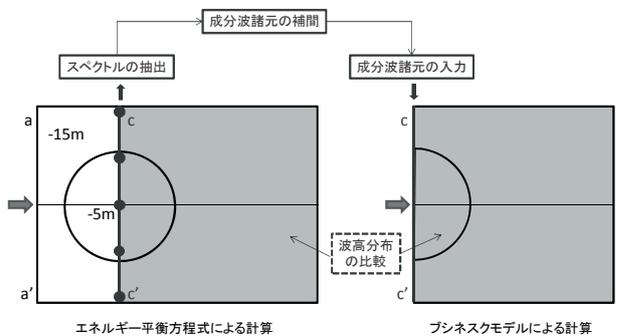 成分波諸元の補間
スペクトルの抽出
成分波諸元の入力
a
c
c
-15m
-5m
波高分布
の比較
a’
c’
c’
エネルギー平衡方程式による計算
ブシネスクモデルによる計算